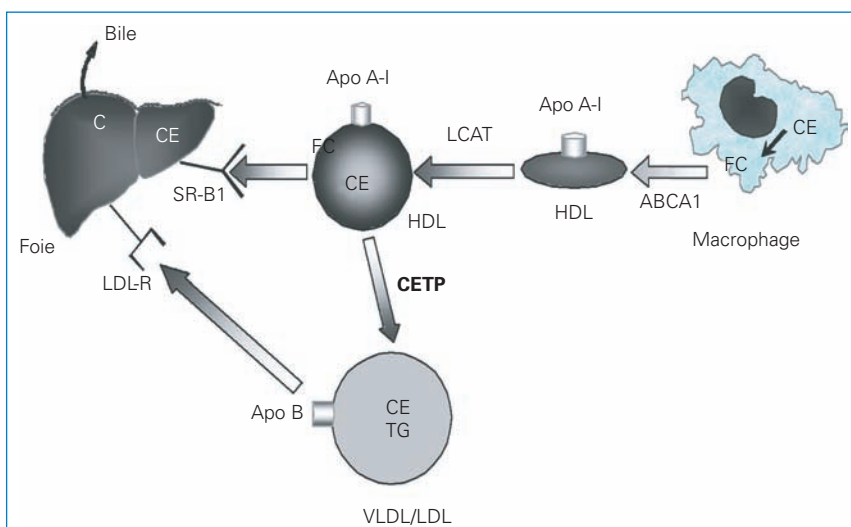 Bile
Apo A-I
Apo A-I
C
CE
FC
CE
LCAT
CE
FC
SR-B1
HDL
HDL
ABCA1
Macrophage
Foie
LDL-R
CETP
Apo B
CE
TG
VLDL/LDL